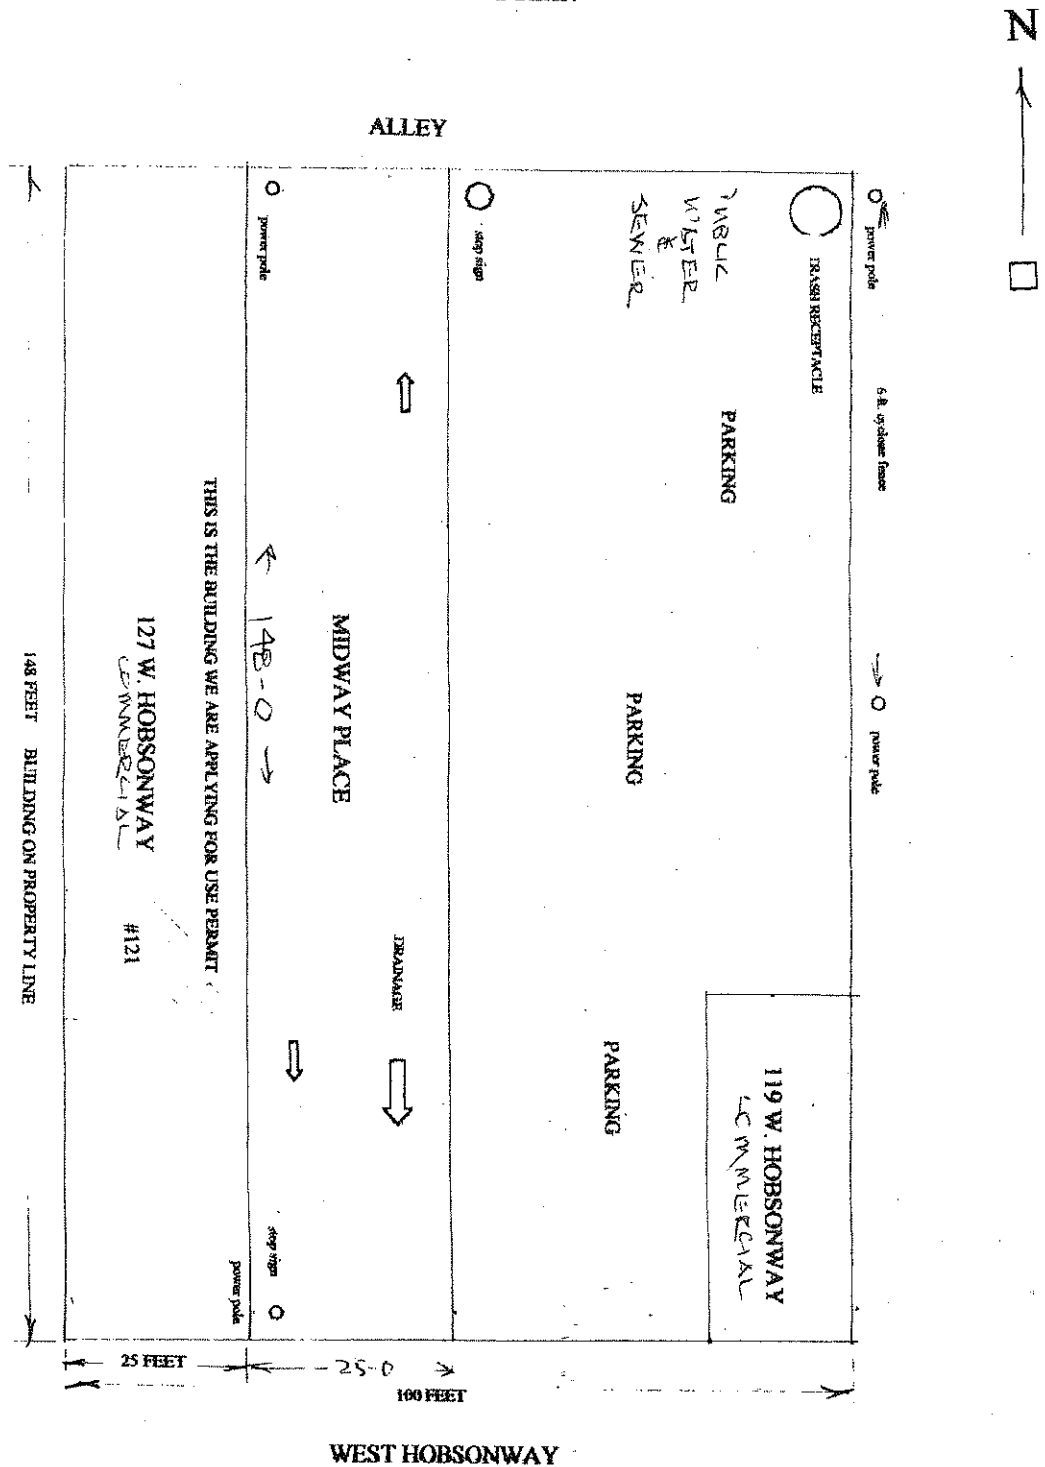 N
ALLEY
power pole
stop sign
PUBLIC
WATER
&
SEWER
TRASH RECEPTACLE
power pole
6-ft. cyclone fence
PARKING
power pole
PARKING
MIDWAY PLACE
← 148-0 →
THIS IS THE BUILDING WE ARE APPLYING FOR USE PERMIT
127 W. HOBSONWAY #121
COMMERCIAL
148 FEET BUILDING ON PROPERTY LINE
DRAINAGE
PARKING
119 W. HOBSONWAY
COMMERCIAL
stop sign
power pole
25 FEET
25-0
100 FEET
WEST HOBSONWAY